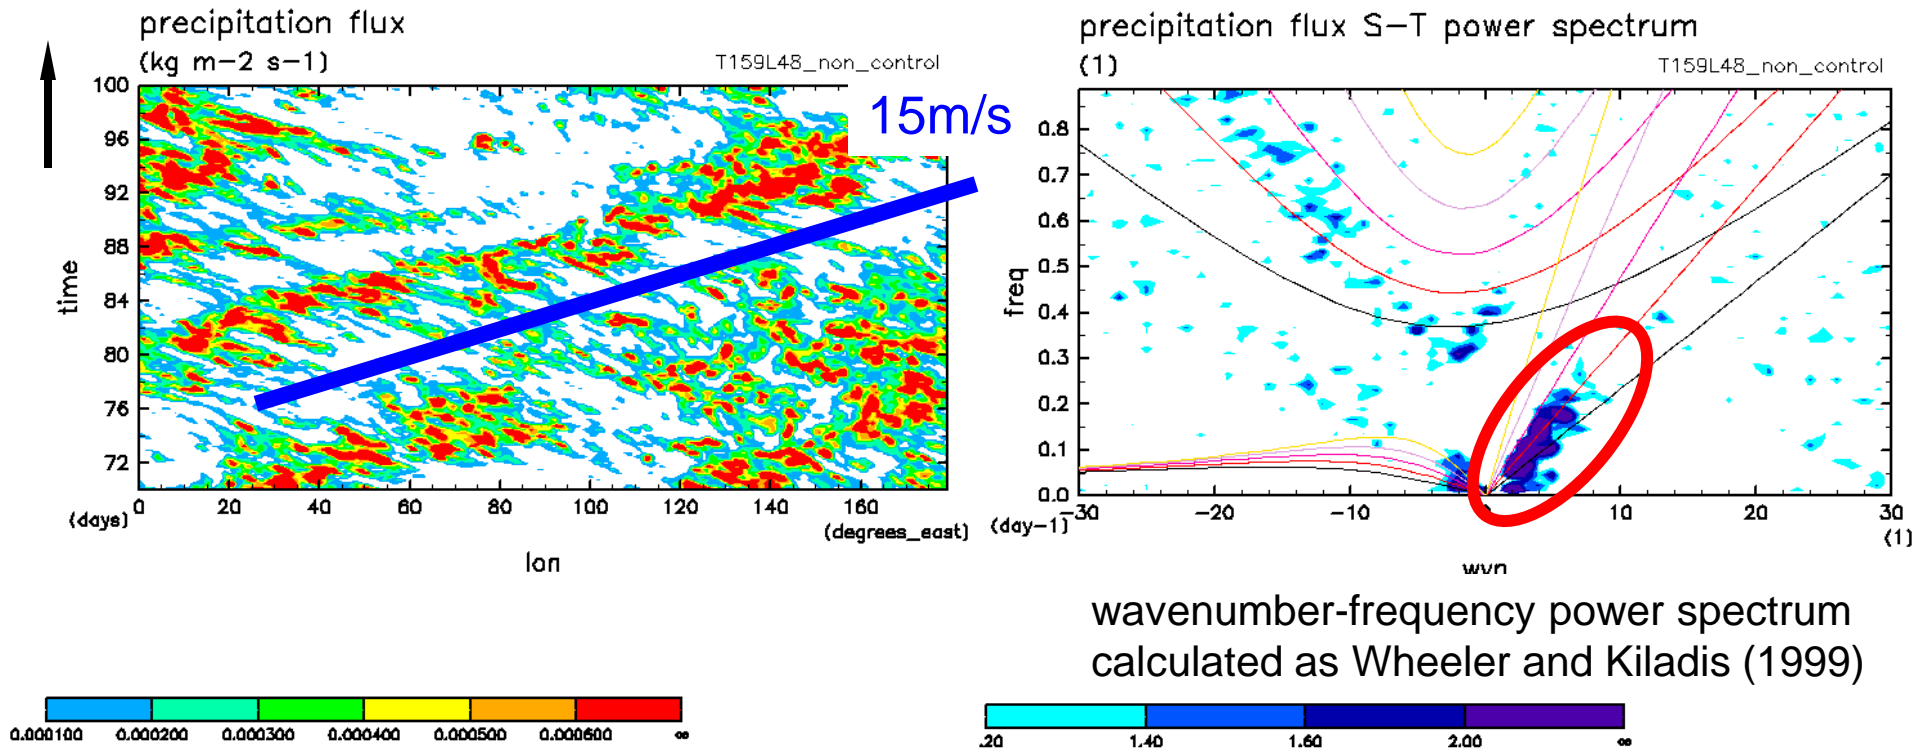 precipitation flux
(kg m-2 s-1)
T159L48_non_control
100
96
92
88
84
80
76
72
time
0 20 40 60 80 100 120 140 160
(days)
(degrees_east)
lon
15m/s
precipitation flux S-T power spectrum
(1)
T159L48_non_control
0.8
0.7
0.6
0.5
0.4
0.3
0.2
0.1
0.0
freq
-30 -20 -10 10 20 30
(day-1)
(1)
wvn
wavenumber-frequency power spectrum
calculated as Wheeler and Kiladis (1999)
0.000100 0.000200 0.000300 0.000400 0.000500 0.000600 ∞
.20 1.40 1.60 2.00 ∞